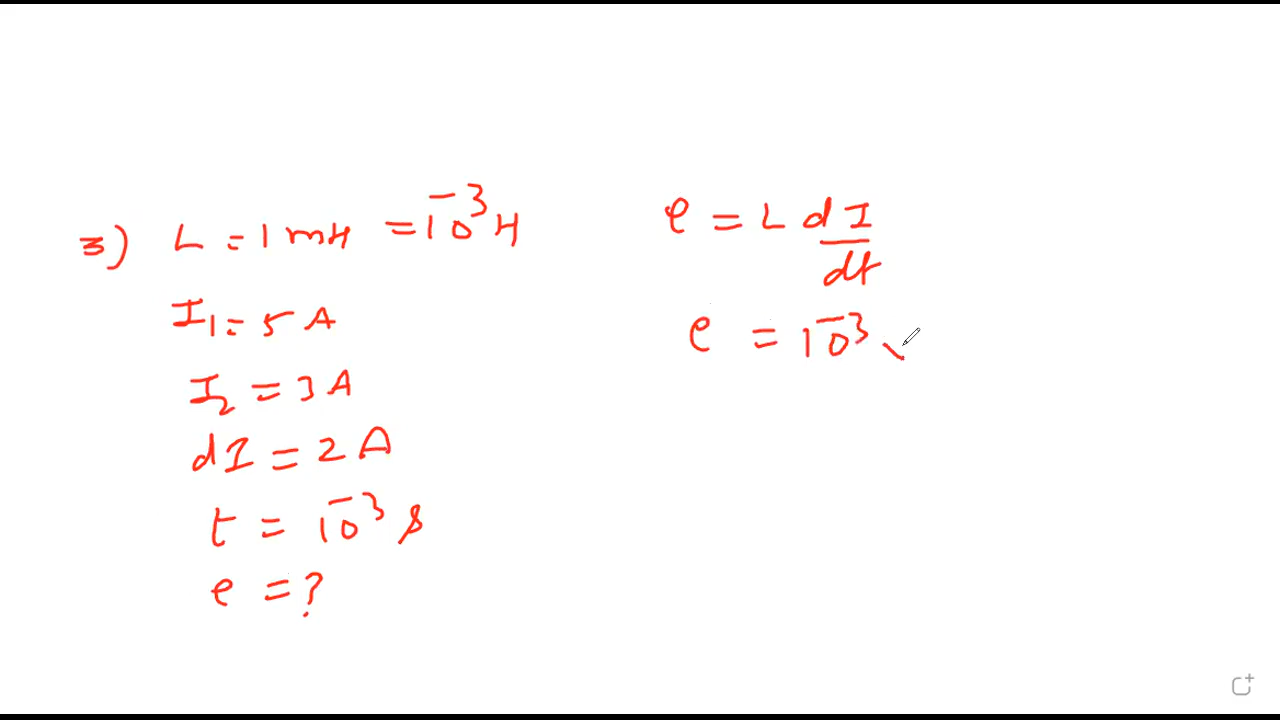 3) L = 1 mH = 10⁻³ H
I₁ = 5 A
I₂ = 3 A
dI = 2 A
t = 10⁻³ s
e = ?
e = L dI/dt
e = 10⁻³